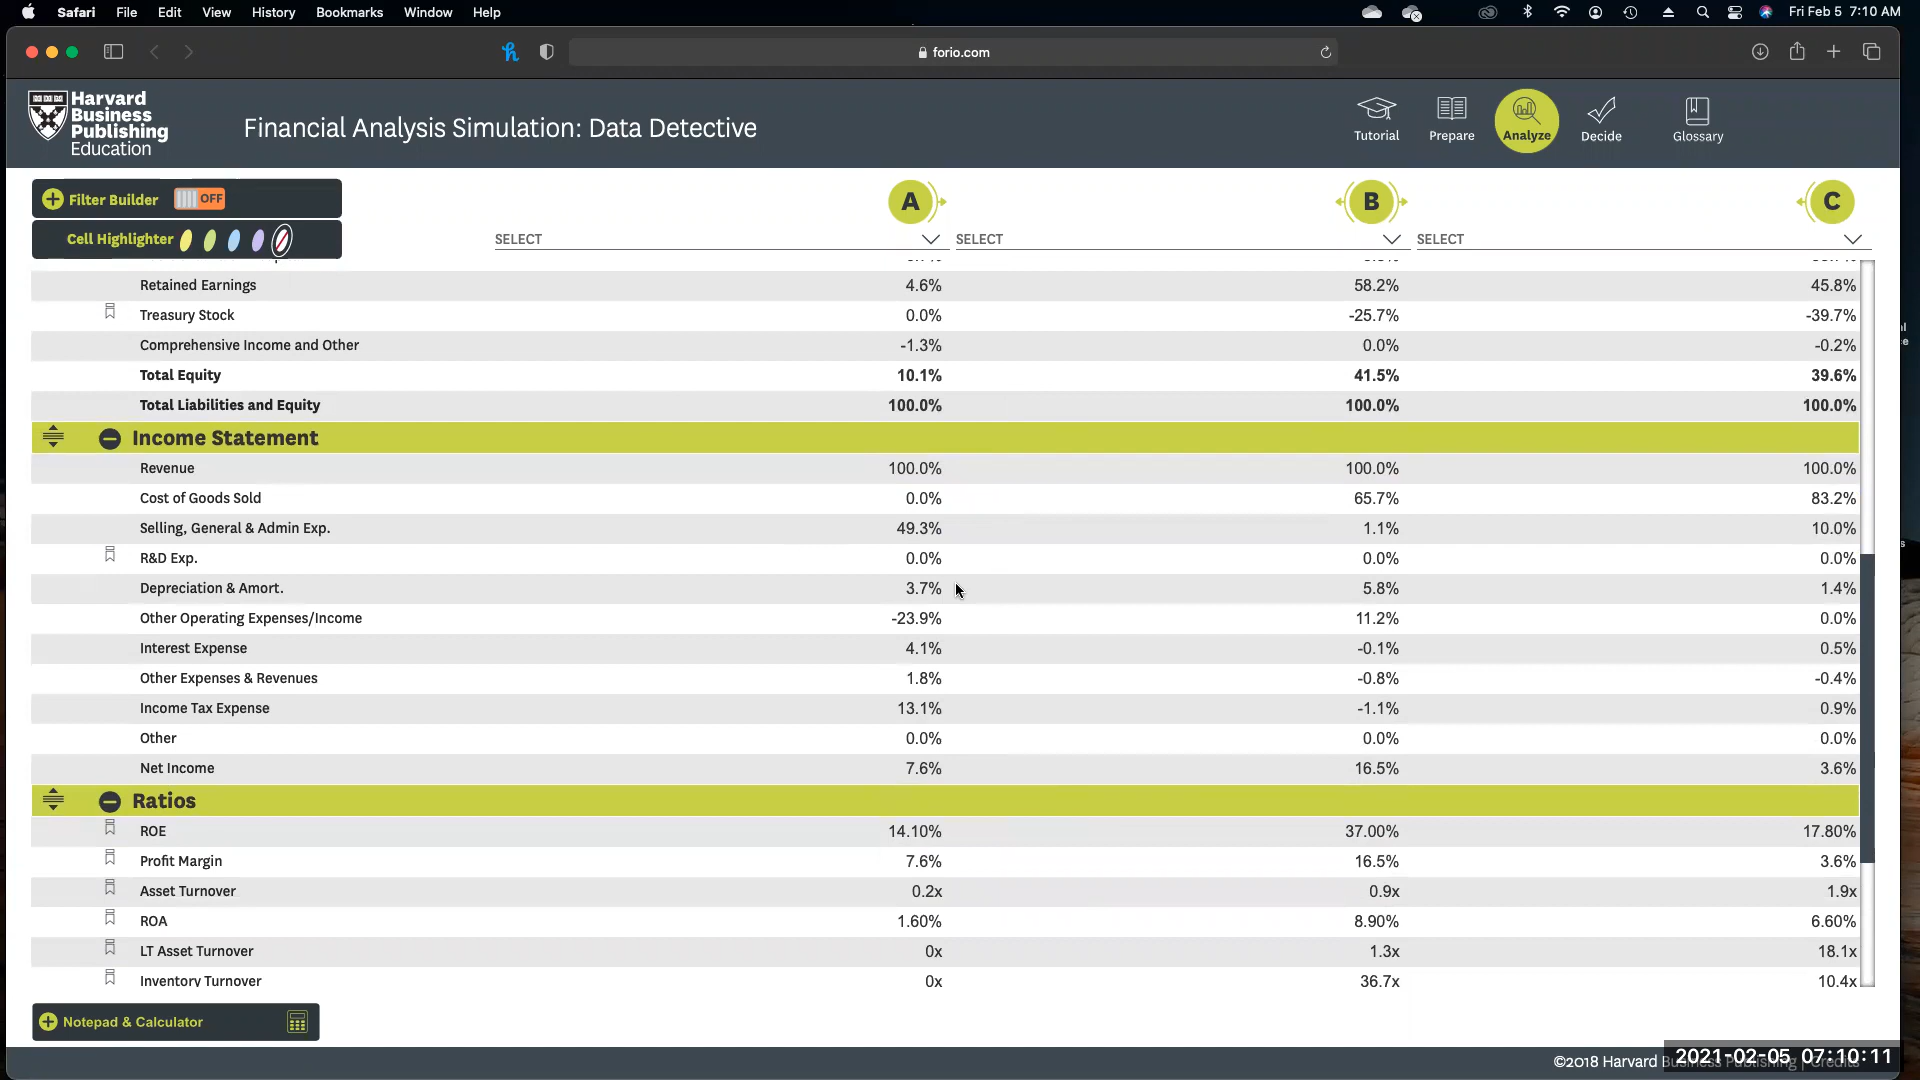 Safari File Edit View History Bookmarks Window Help Fri Feb 5 7:10 AM
forio.com
Harvard
Business
Publishing
Education
Financial Analysis Simulation: Data Detective
Tutorial Prepare Analyze Decide Glossary
Filter Builder OFF
A B C
Cell Highlighter
SELECT SELECT SELECT
Retained Earnings 4.6% 58.2% 45.8%
Treasury Stock 0.0% -25.7% -39.7%
Comprehensive Income and Other -1.3% 0.0% -0.2%
Total Equity 10.1% 41.5% 39.6%
Total Liabilities and Equity 100.0% 100.0% 100.0%
Income Statement
Revenue 100.0% 100.0% 100.0%
Cost of Goods Sold 0.0% 65.7% 83.2%
Selling, General & Admin Exp. 49.3% 1.1% 10.0%
R&D Exp. 0.0% 0.0% 0.0%
Depreciation & Amort. 3.7% 5.8% 1.4%
Other Operating Expenses/Income -23.9% 11.2% 0.0%
Interest Expense 4.1% -0.1% 0.5%
Other Expenses & Revenues 1.8% -0.8% -0.4%
Income Tax Expense 13.1% -1.1% 0.9%
Other 0.0% 0.0% 0.0%
Net Income 7.6% 16.5% 3.6%
Ratios
ROE 14.10% 37.00% 17.80%
Profit Margin 7.6% 16.5% 3.6%
Asset Turnover 0.2x 0.9x 1.9x
ROA 1.60% 8.90% 6.60%
LT Asset Turnover 0x 1.3x 18.1x
Inventory Turnover 0x 36.7x 10.4x
Notepad & Calculator
©2018 Harvard Business Publishing | Credits
2021-02-05 07:10:11